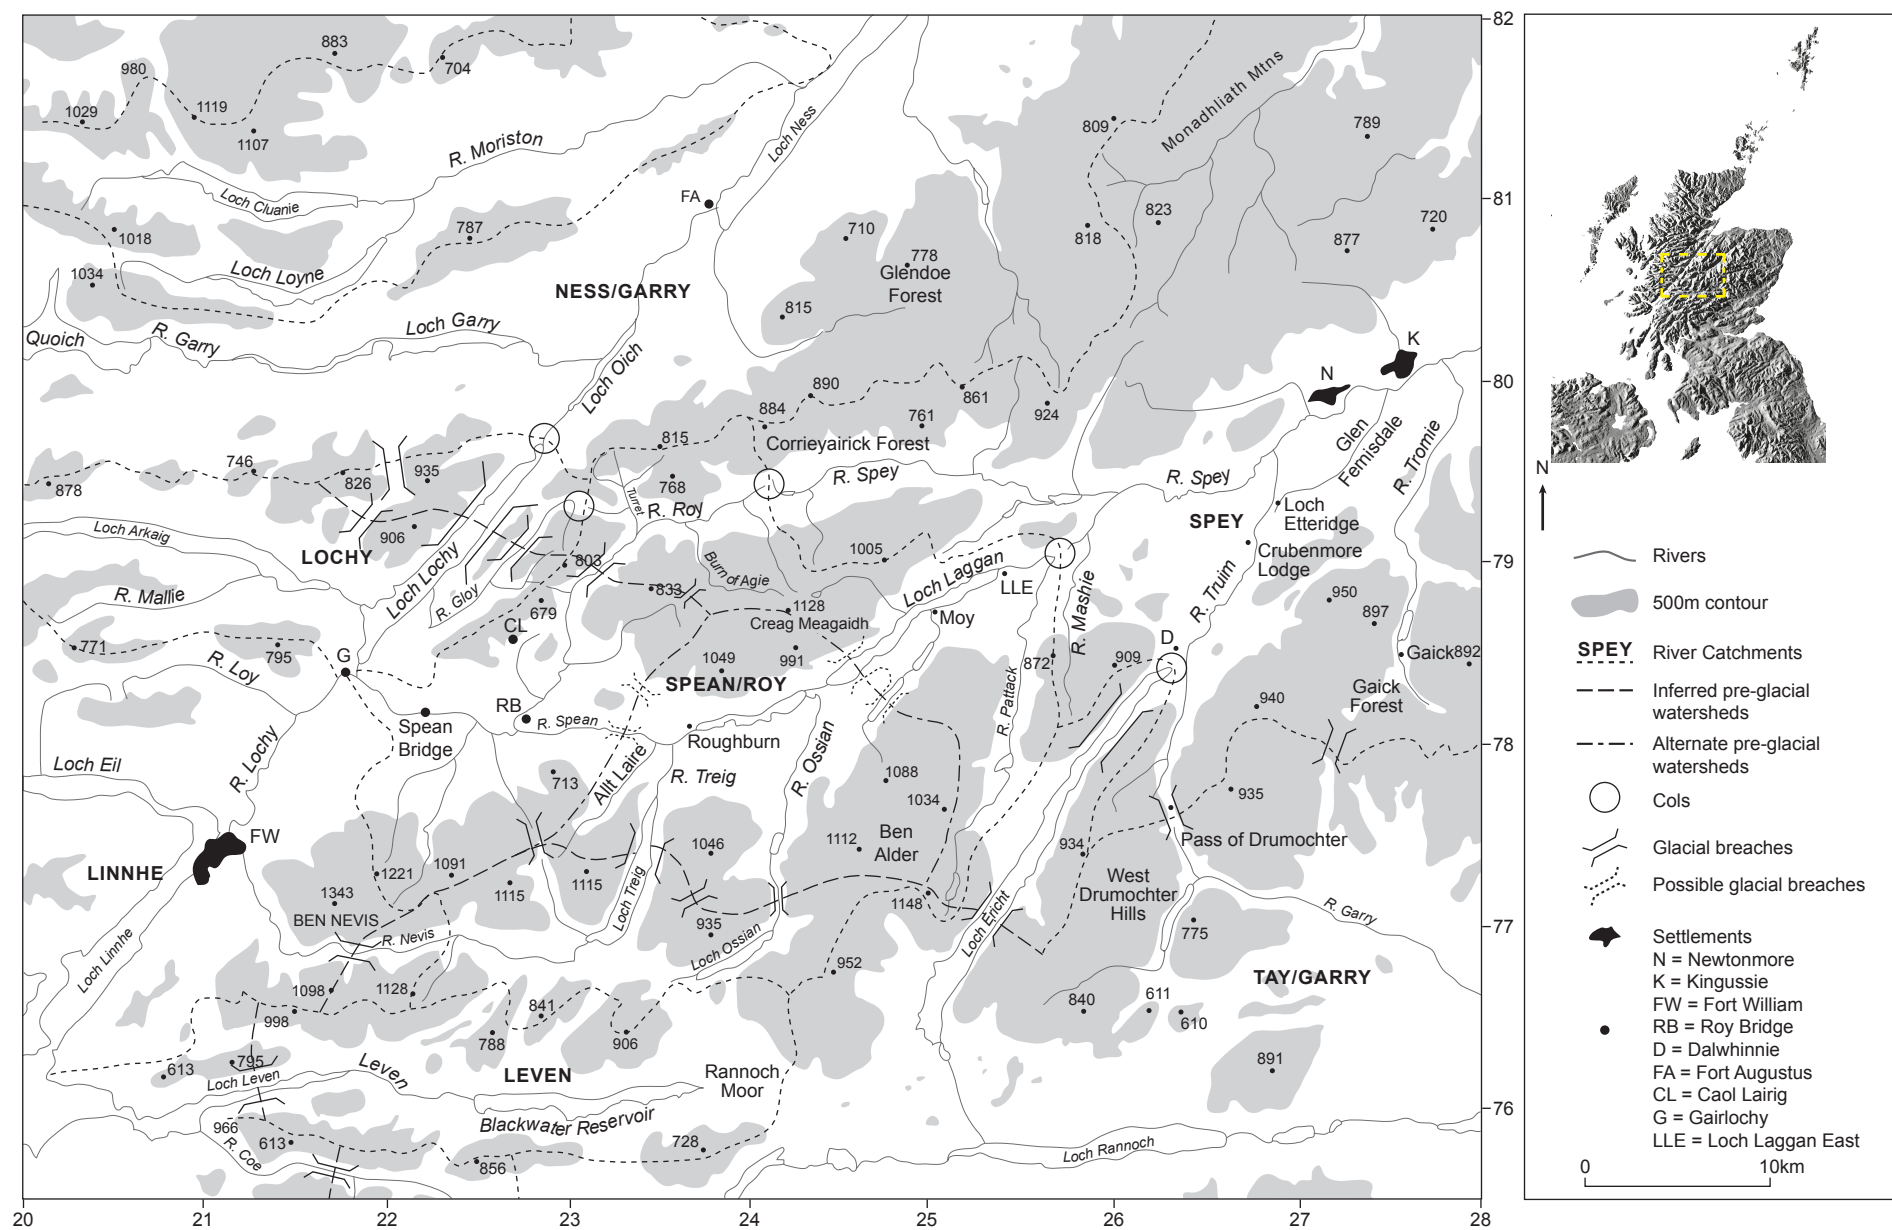 82
883
980
704
1029
1119
1107
809
Monadhliath Mtns
789
R. Moriston
Loch Ness
Loch Cluanie
FA
81
1018
787
710
818
823
877
720
Loch Loyne
1034
778
Glendoe
Forest
NESS/GARRY
815
Quoich
R. Garry
Loch Garry
Loch Oich
K
N
80
890
861
884
924
761
815
Corrieyairick Forest
Glen
Femisdale
R. Tromie
746
878
826
935
768
Turret
R. Roy
R. Spey
R. Spey
SPEY
Loch
Etteridge
Loch Arkaig
906
LOCHY
1005
Crubenmore
Lodge
79
Loch Lochy
803
833
Burn of Agie
Loch Laggan
LLE
R. Mashie
R. Truim
950
897
R. Mallie
R. Gloy
679
CL
1128
Creag Meagaidh
Moy
771
795
R. Loy
G
1049
991
SPEAN/ROY
872
909
D
Gaick
892
RB
R. Spean
Spean
Bridge
Roughburn
R. Pattack
940
Gaick
Forest
78
Loch Eil
R. Lochy
713
Allt Laire
R. Treig
R. Ossian
1088
1034
935
FW
LINNHE
1046
1112
Ben
Alder
934
Pass of Drumochter
1221
1091
1115
1115
Loch Treig
1148
West
Drumochter
Hills
1343
BEN NEVIS
R. Nevis
935
Loch Ossian
Loch Ericht
R. Garry
775
77
Loch Linnhe
952
TAY/GARRY
1098
1128
998
841
788
906
840
611
610
613
795
Loch Leven
Leven
LEVEN
Rannoch
Moor
891
Blackwater Reservoir
76
966
613
R. Coe
856
728
Loch Rannoch
20
21
22
23
24
25
26
27
28
N
Rivers
500m contour
SPEY
River Catchments
Inferred pre-glacial
watersheds
Alternate pre-glacial
watersheds
Cols
Glacial breaches
Possible glacial breaches
Settlements
N = Newtonmore
K = Kingussie
FW = Fort William
RB = Roy Bridge
D = Dalwhinnie
FA = Fort Augustus
CL = Caol Lairig
G = Gairlochy
LLE = Loch Laggan East
0
10km